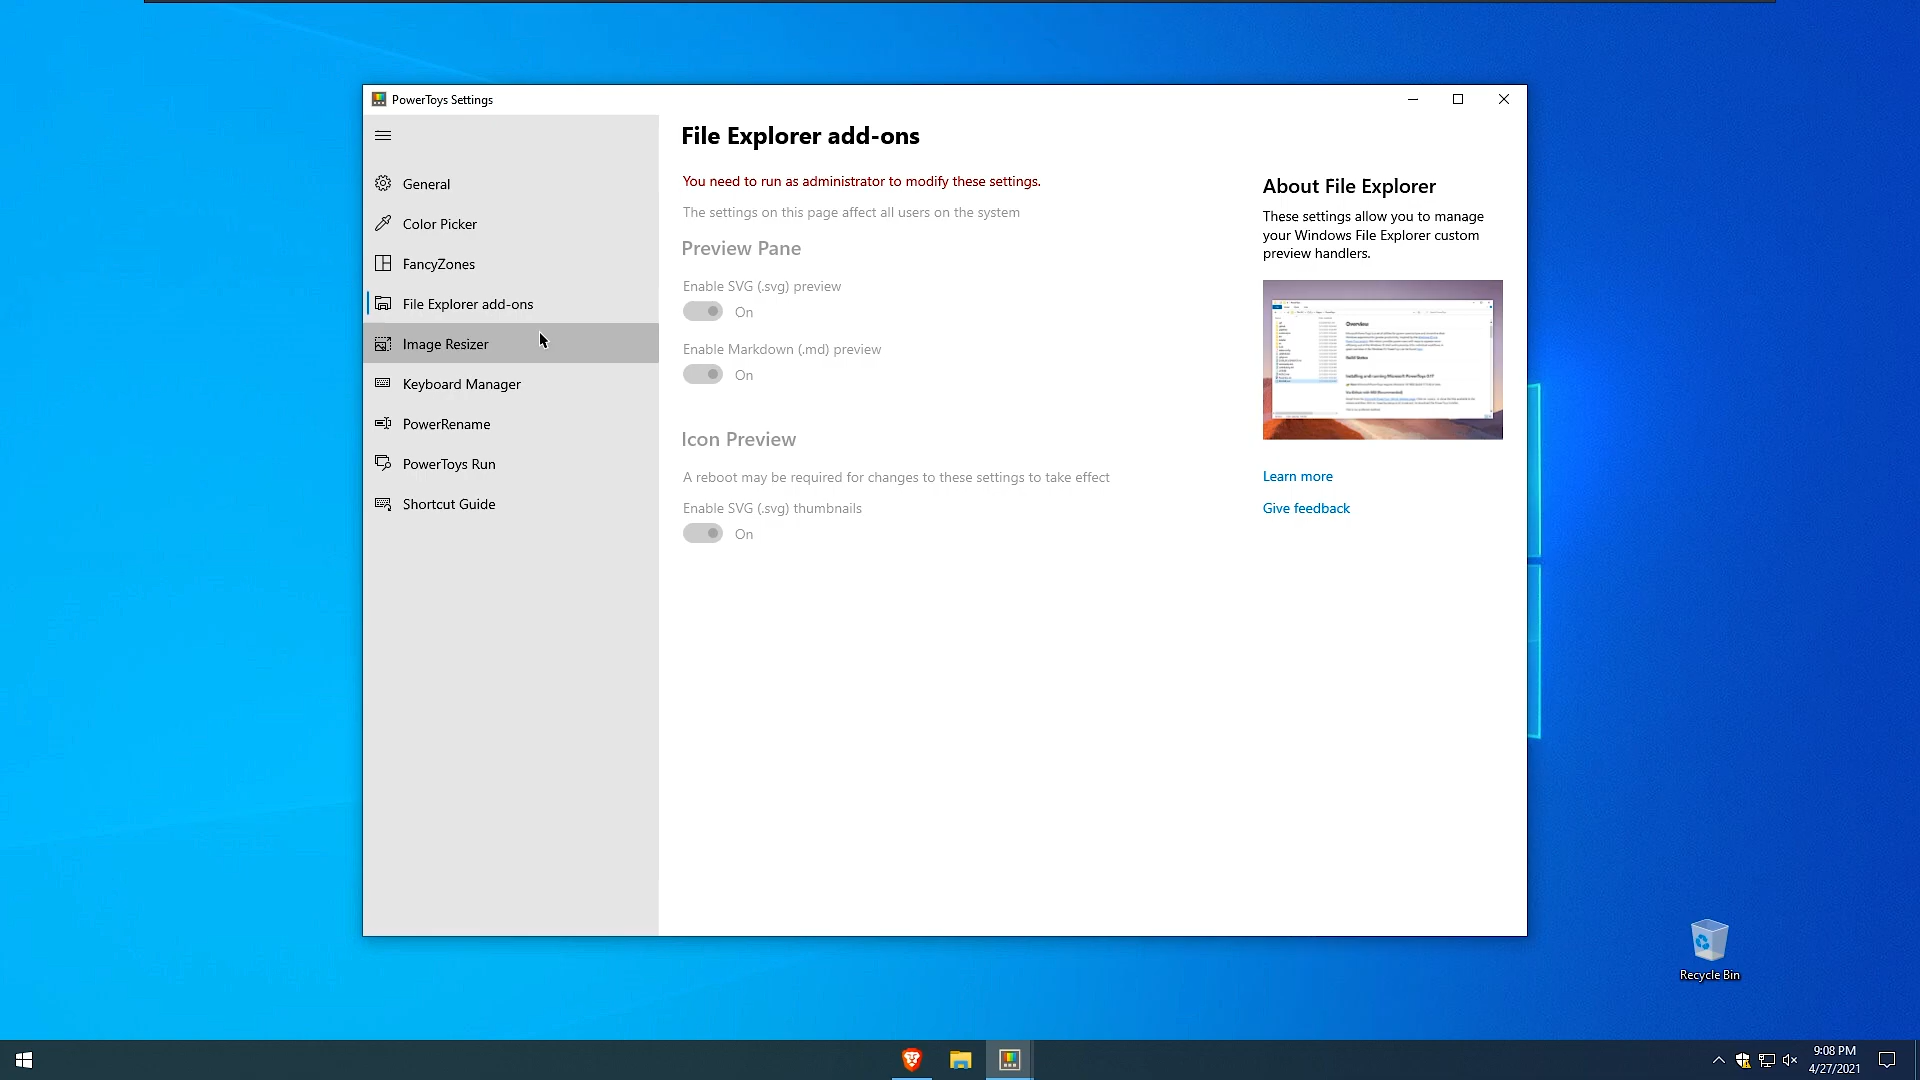 PowerToys Settings
General
Color Picker
FancyZones
File Explorer add-ons
Image Resizer
Keyboard Manager
PowerRename
PowerToys Run
Shortcut Guide
File Explorer add-ons
You need to run as administrator to modify these settings.
The settings on this page affect all users on the system
Preview Pane
Enable SVG (.svg) preview
On
Enable Markdown (.md) preview
On
Icon Preview
A reboot may be required for changes to these settings to take effect
Enable SVG (.svg) thumbnails
On
About File Explorer
These settings allow you to manage
your Windows File Explorer custom
preview handlers.
Overview
Learn more
Give feedback
Recycle Bin
9:08 PM
4/27/2021